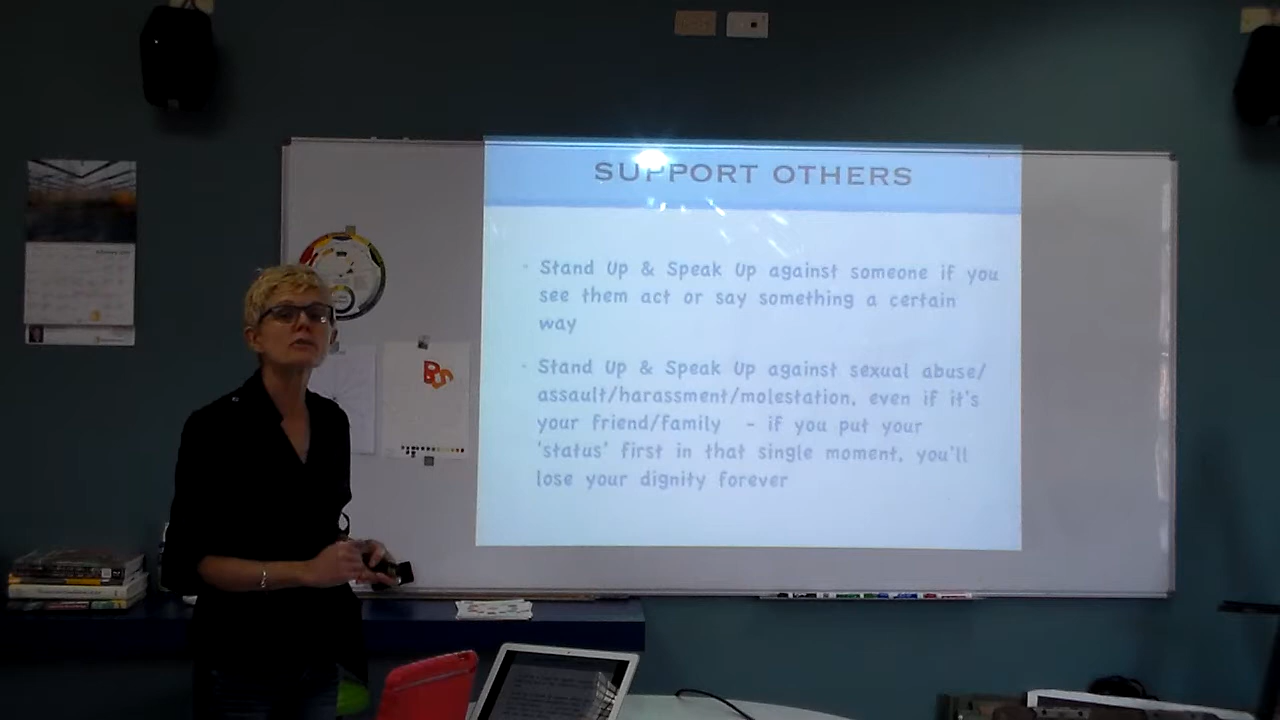 SUPPORT OTHERS
Stand Up & Speak Up against someone if you
see them act or say something a certain
way
Stand Up & Speak Up against sexual abuse/
assault/harassment/molestation, even if it's
your friend/family - if you put your
'status' first in that single moment, you'll
lose your dignity forever